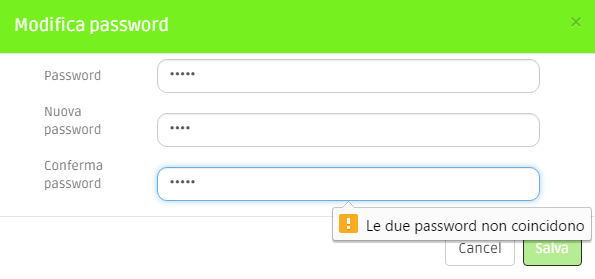 Modifica password
×
Password
•••••
Nuova
password
••••
Conferma
password
•••••
Le due password non coincidono
Cancel
Salva